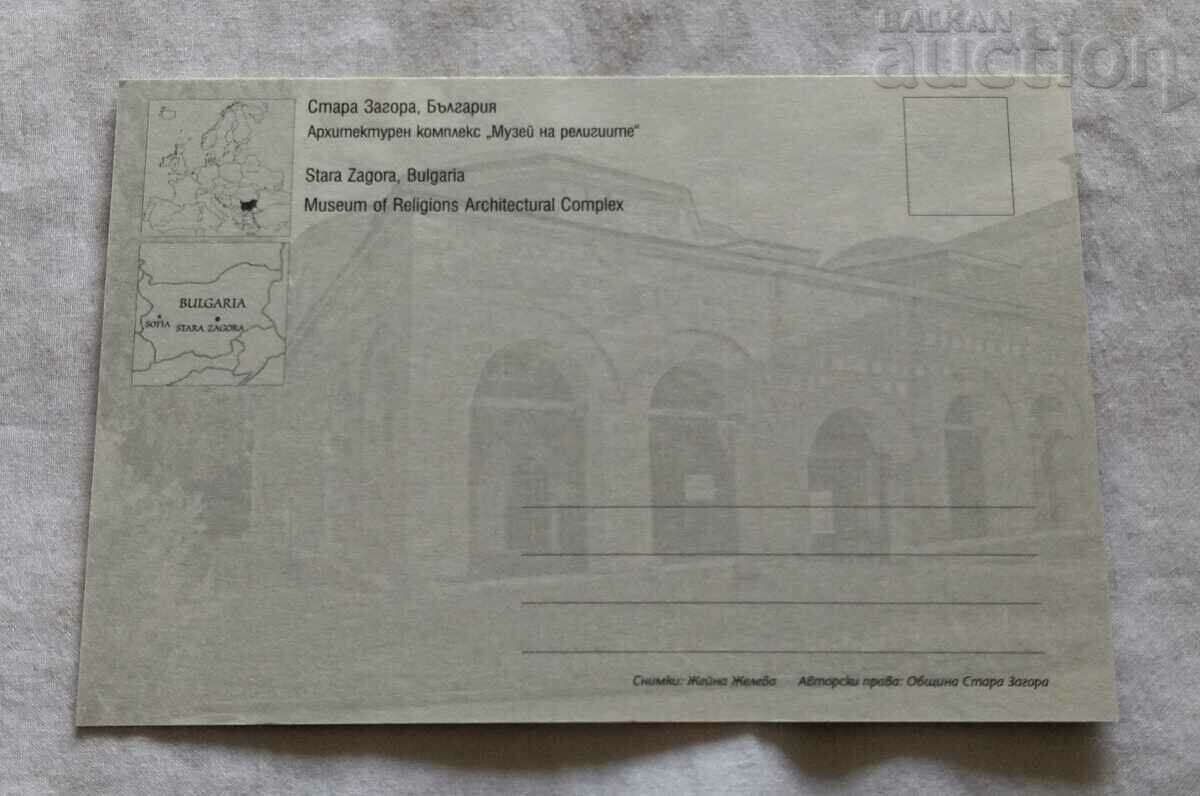 BALKAN
auction
Стара Загора, България
Архитектурен комплекс „Музей на религиите“
Stara Zagora, Bulgaria
Museum of Religions Architectural Complex
BULGARIA
SOFIA
STARA ZAGORA
Снимки: Жейна Желева Авторски права: Община Стара Загора